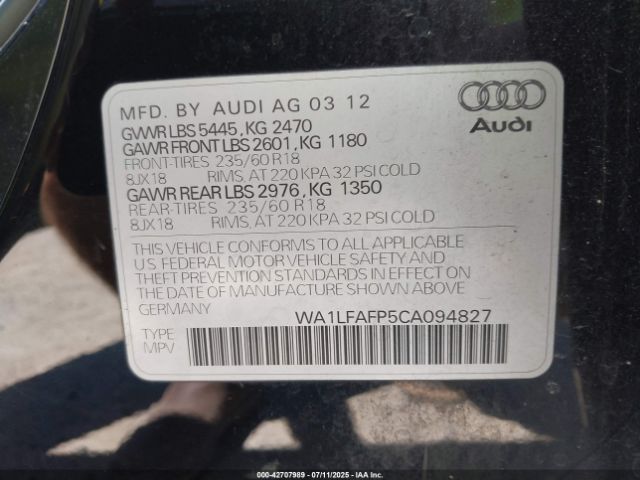 MFD. BY AUDI AG 03 12
GVWR LBS 5445, KG 2470
GAWR FRONT LBS 2601, KG 1180
FRONT-TIRES 235/60 R18
8JX18 RIMS, AT 220 KPA 32 PSI COLD
GAWR REAR LBS 2976, KG 1350
REAR-TIRES 235/60 R18
8JX18 RIMS, AT 220 KPA 32 PSI COLD
Audi
THIS VEHICLE CONFORMS TO ALL APPLICABLE
U.S. FEDERAL MOTOR VEHICLE SAFETY AND
THEFT PREVENTION STANDARDS IN EFFECT ON
THE DATE OF MANUFACTURE SHOWN ABOVE.
GERMANY
WA1LFAFP5CA094827
TYPE
MPV
000-42707989 - 07/11/2025 - IAAI.COM